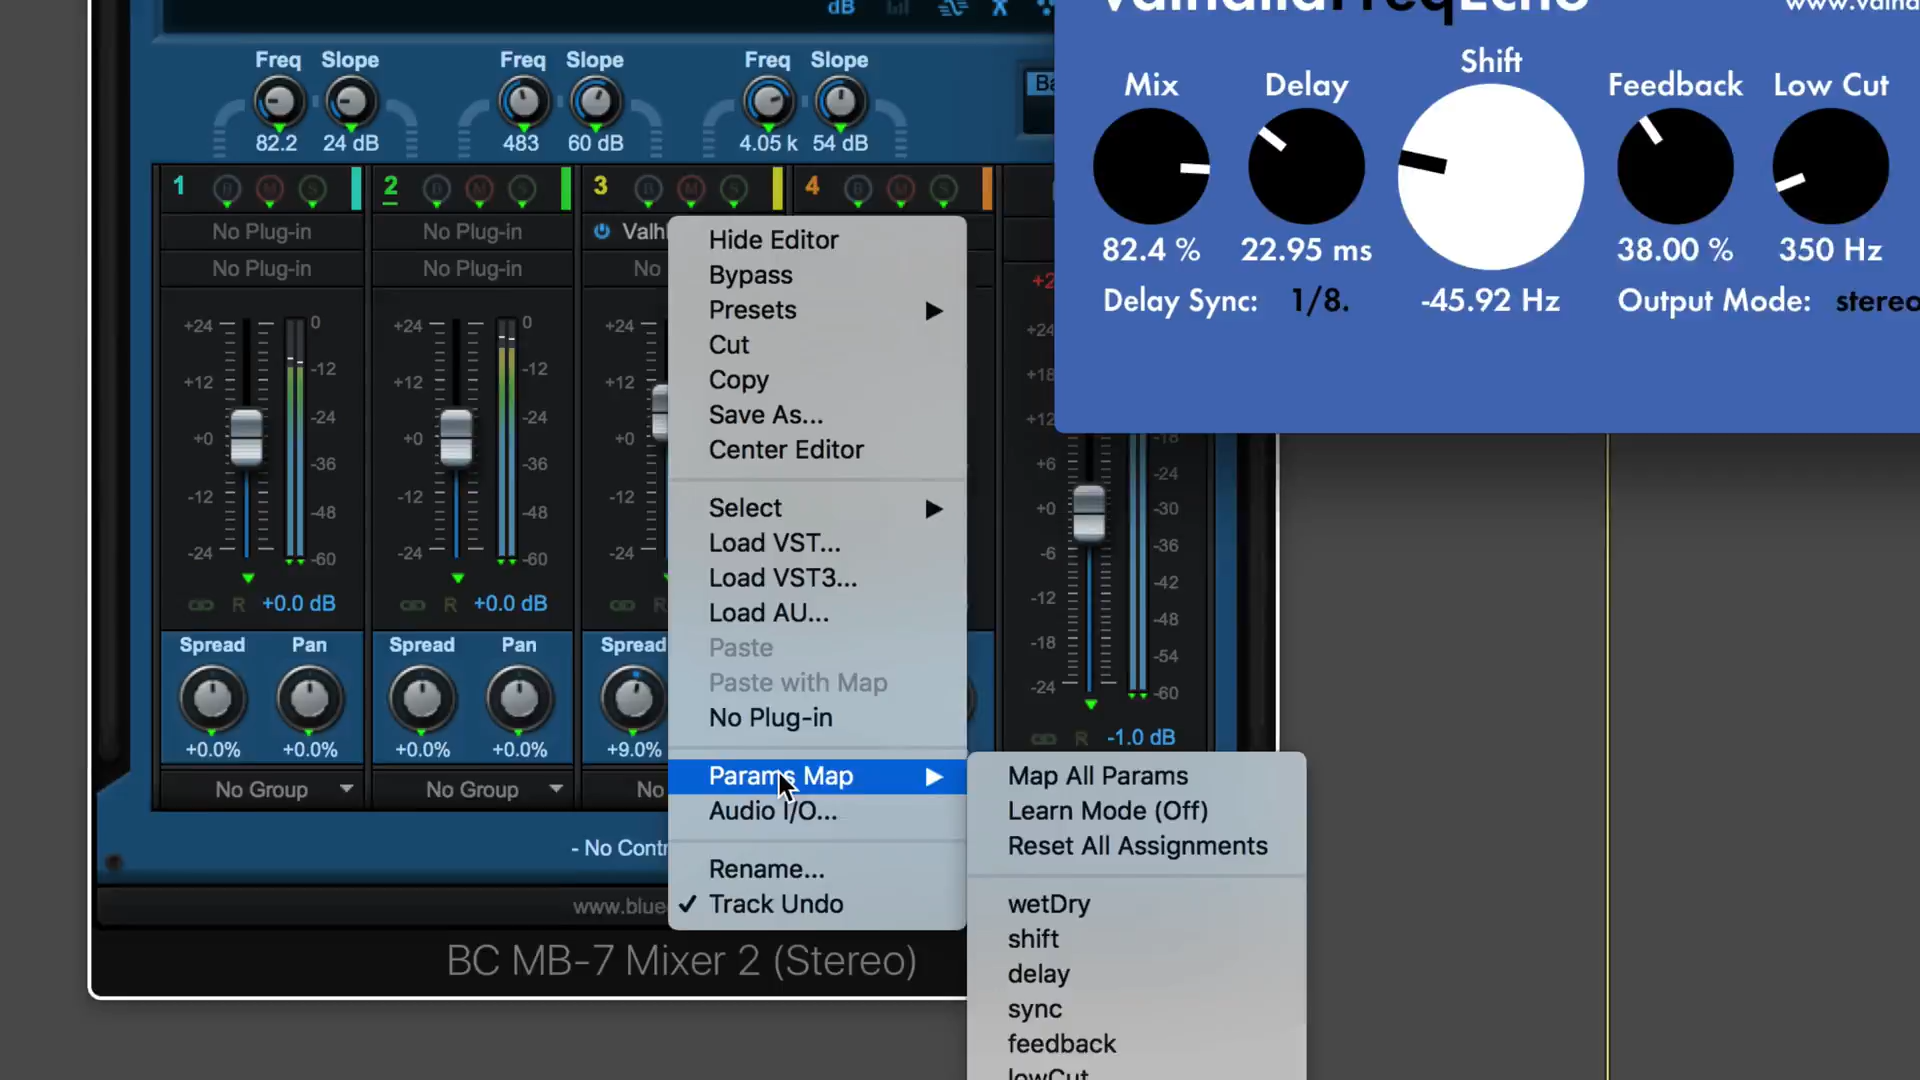 dB
Freq Slope Freq Slope Freq Slope
82.2 24 dB 483 60 dB 4.05 k 54 dB
1 B M S 2 B M S 3 B M S 4 B M S
No Plug-in No Plug-in
No Plug-in No Plug-in No
+24 0 +24 0 +24
+12 -12 +12 -12 +12
-24 -24
+0 +0 +0
-36 -36
-12 -12 -12
-48 -48
-24 -60 -24 -60 -24
R +0.0 dB R +0.0 dB
Spread Pan Spread Pan Spread
+0.0% +0.0% +0.0% +0.0% +9.0%
No Group No Group No
www.blue
BC MB-7 Mixer 2 (Stereo)
Hide Editor
Bypass
Presets
Cut
Copy
Save As...
Center Editor
Select
Load VST...
Load VST3...
Load AU...
Paste
Paste with Map
No Plug-in
Params Map
Audio I/O...
Rename...
Track Undo
Map All Params
Learn Mode (Off)
Reset All Assignments
wetDry
shift
delay
sync
feedback
lowCut
+24
+18
+12
+6 -24
+0 -30
-36
-6
-42
-12 -48
-18 -54
-24 -60
R -1.0 dB
ValhallaFreqEcho
Mix Delay Shift Feedback Low Cut
82.4 % 22.95 ms -45.92 Hz 38.00 % 350 Hz
Delay Sync: 1/8. Output Mode: stereo